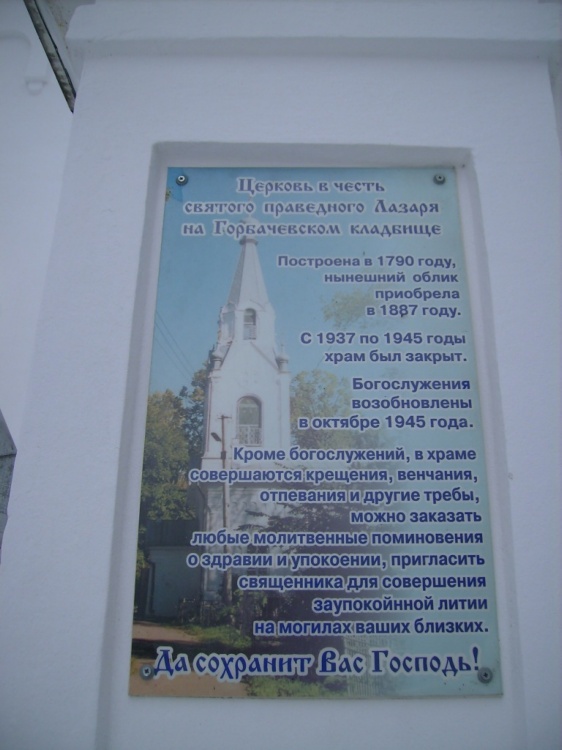 Церковь в честь
святого праведного Лазаря
на Горбачевском кладбище
Построена в 1790 году,
нынешний облик
приобрела
в 1887 году.
С 1937 по 1945 годы
храм был закрыт.
Богослужения
возобновлены
в октябре 1945 года.
Кроме богослужений, в храме
совершаются крещения, венчания,
отпевания и другие требы,
можно заказать
любые молитвенные поминовения
о здравии и упокоении, пригласить
священника для совершения
заупокойнной литии
на могилах ваших близких.
Да сохранит Вас Господь!